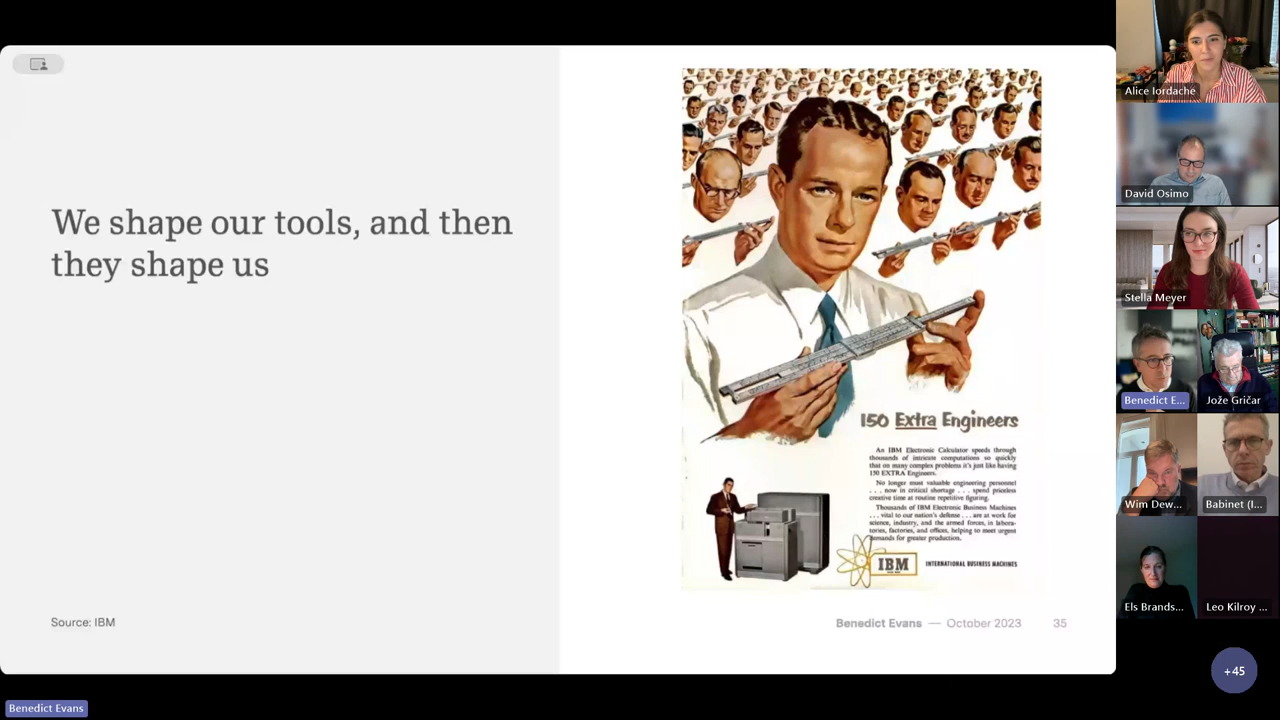 We shape our tools, and then
they shape us
150 Extra Engineers
An IBM Electronic Calculator speeds through
thousands of intricate computations so quickly
that on many complex problems it's just like having
150 EXTRA Engineers.
No longer must valuable engineering personnel
. . . now in critical shortage . . . spend priceless
creative time at routine repetitive figuring.
Thousands of IBM Electronic Business Machines
. . . vital to our nation's defense . . . are at work for
science, industry, and the armed forces, in labora-
tories, factories, and offices, helping to meet urgent
demands for greater production.
IBM
INTERNATIONAL BUSINESS MACHINES
Source: IBM
Benedict Evans — October 2023 35
Alice Iordache
David Osimo
Stella Meyer
Benedict E...
Jože Gričar
Wim Dew...
Babinet (I...
Els Brands...
Leo Kilroy ...
+45
Benedict Evans